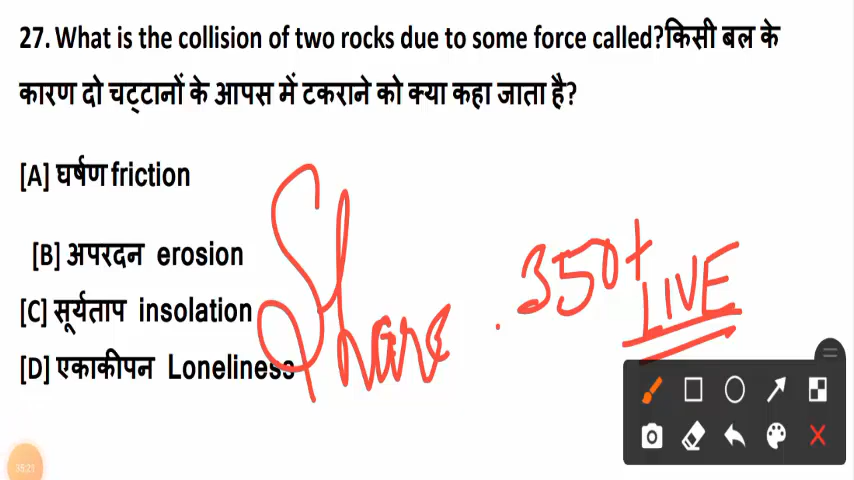 27. What is the collision of two rocks due to some force called?किसी बल के
कारण दो चट्टानों के आपस में टकराने को क्या कहा जाता है?
[A] घर्षण friction
[B] अपरदन erosion
[C] सूर्यताप insolation
[D] एकाकीपन Loneliness
Share
.350+
LIVE